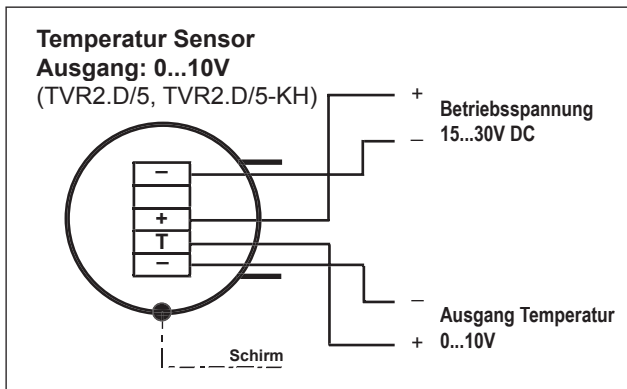 Temperatur Sensor
Ausgang: 0...10V
(TVR2.D/5, TVR2.D/5-KH)
+
Betriebsspannung
– 15...30V DC
–
+
T
–
–
Ausgang Temperatur
+ 0...10V
Schirm